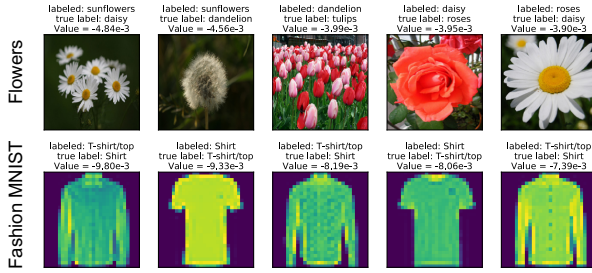 Flowers
labeled: sunflowers
true label: daisy
Value = -4.84e-3
labeled: sunflowers
true label: dandelion
Value = -4.56e-3
labeled: dandelion
true label: tulips
Value = -3.99e-3
labeled: daisy
true label: roses
Value = -3.95e-3
labeled: roses
true label: daisy
Value = -3.90e-3
Fashion MNIST
labeled: T-shirt/top
true label: Shirt
Value = -9,80e-3
labeled: Shirt
true label: T-shirt/top
Value = -9,33e-3
labeled: T-shirt/top
true label: Shirt
Value = -8,19e-3
labeled: Shirt
true label: T-shirt/top
Value = -8,06e-3
labeled: T-shirt/top
true label: Shirt
Value = -7,39e-3